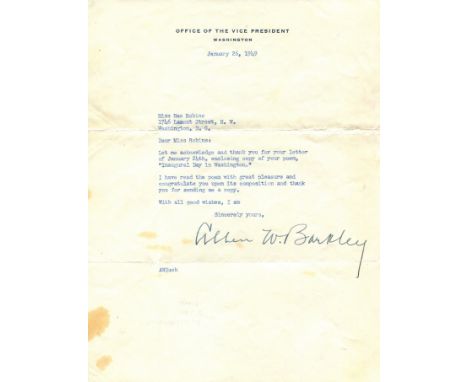 OFFICE OF THE VICE PRESIDENT
WASHINGTON
January 26, 1949
Miss Mae Robins
1746 Lamont Street, N. W.
Washington, D. C.
Dear Miss Robins:
Let me acknowledge and thank you for your letter
of January 24th, enclosing copy of your poem,
"Inaugural Day in Washington."
I have read the poem with great pleasure and
congratulate you upon its composition and thank
you for sending me a copy.
With all good wishes, I am
Sincerely yours,
Alben W. Barkley